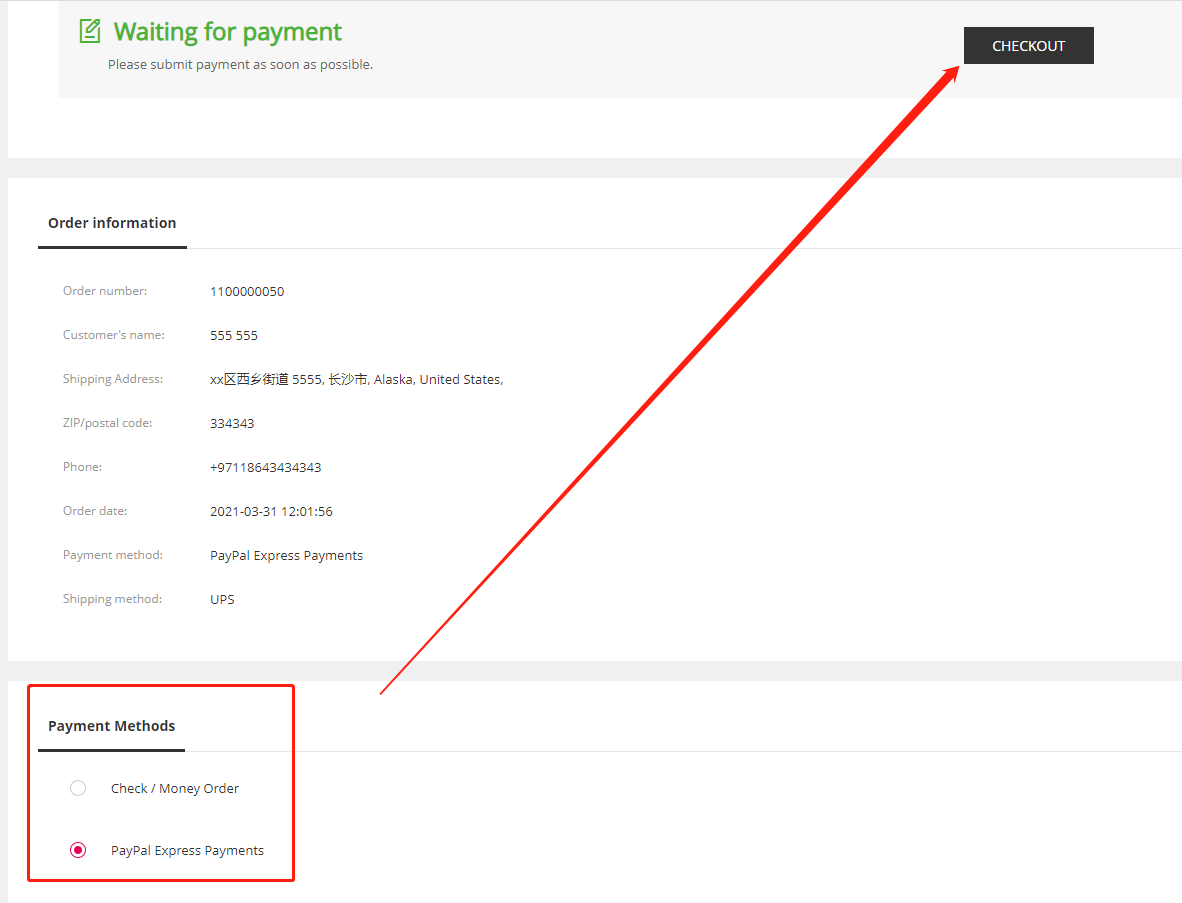 Waiting for payment
CHECKOUT
Please submit payment as soon as possible.
Order information
Order number: 1100000050
Customer's name: 555 555
Shipping Address: xx区西乡街道 5555, 长沙市, Alaska, United States,
ZIP/postal code: 334343
Phone: +97118643434343
Order date: 2021-03-31 12:01:56
Payment method: PayPal Express Payments
Shipping method: UPS
Payment Methods
Check / Money Order
PayPal Express Payments